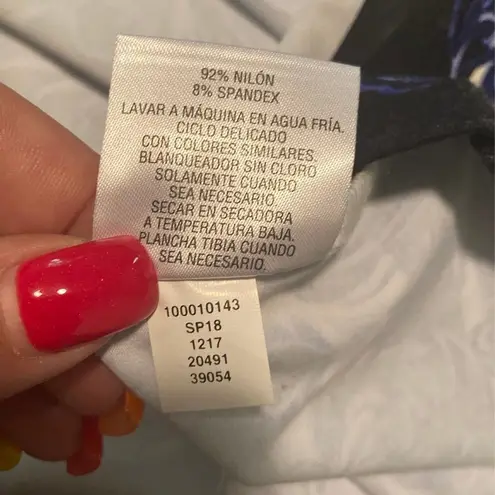 92% NILÓN
8% SPANDEX
LAVAR A MÁQUINA EN AGUA FRÍA.
CICLO DELICADO
CON COLORES SIMILARES.
BLANQUEADOR SIN CLORO
SOLAMENTE CUANDO
SEA NECESARIO
SECAR EN SECADORA
A TEMPERATURA BAJA.
PLANCHA TIBIA CUANDO
SEA NECESARIO.
100010143
SP18
1217
20491
39054